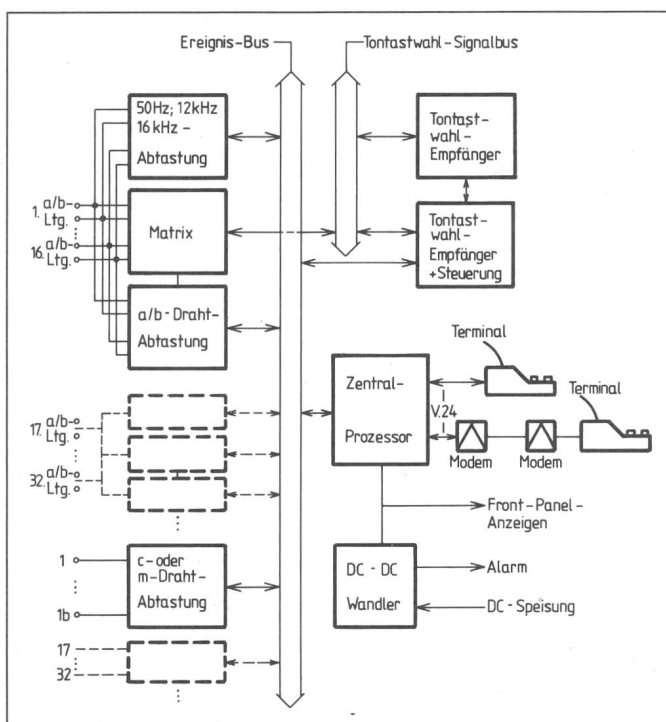 Ereignis-Bus
Tontastwahl-Signalbus
50Hz; 12kHz
16kHz-
Abtastung
Tontast-
wahl-
Empfänger
1. a/b-
Ltg.
16. a/b-
Ltg.
Matrix
Tontast-
wahl-
Empfänger
+Steuerung
a/b-Draht-
Abtastung
Terminal
Zentral-
Prozessor
V.24
Terminal
Modem
Modem
17. a/b-
Ltg.
32. a/b-
Ltg.
Front-Panel-
Anzeigen
1
1b
c-oder
m-Draht-
Abtastung
DC-DC
Wandler
Alarm
DC-Speisung
17
32